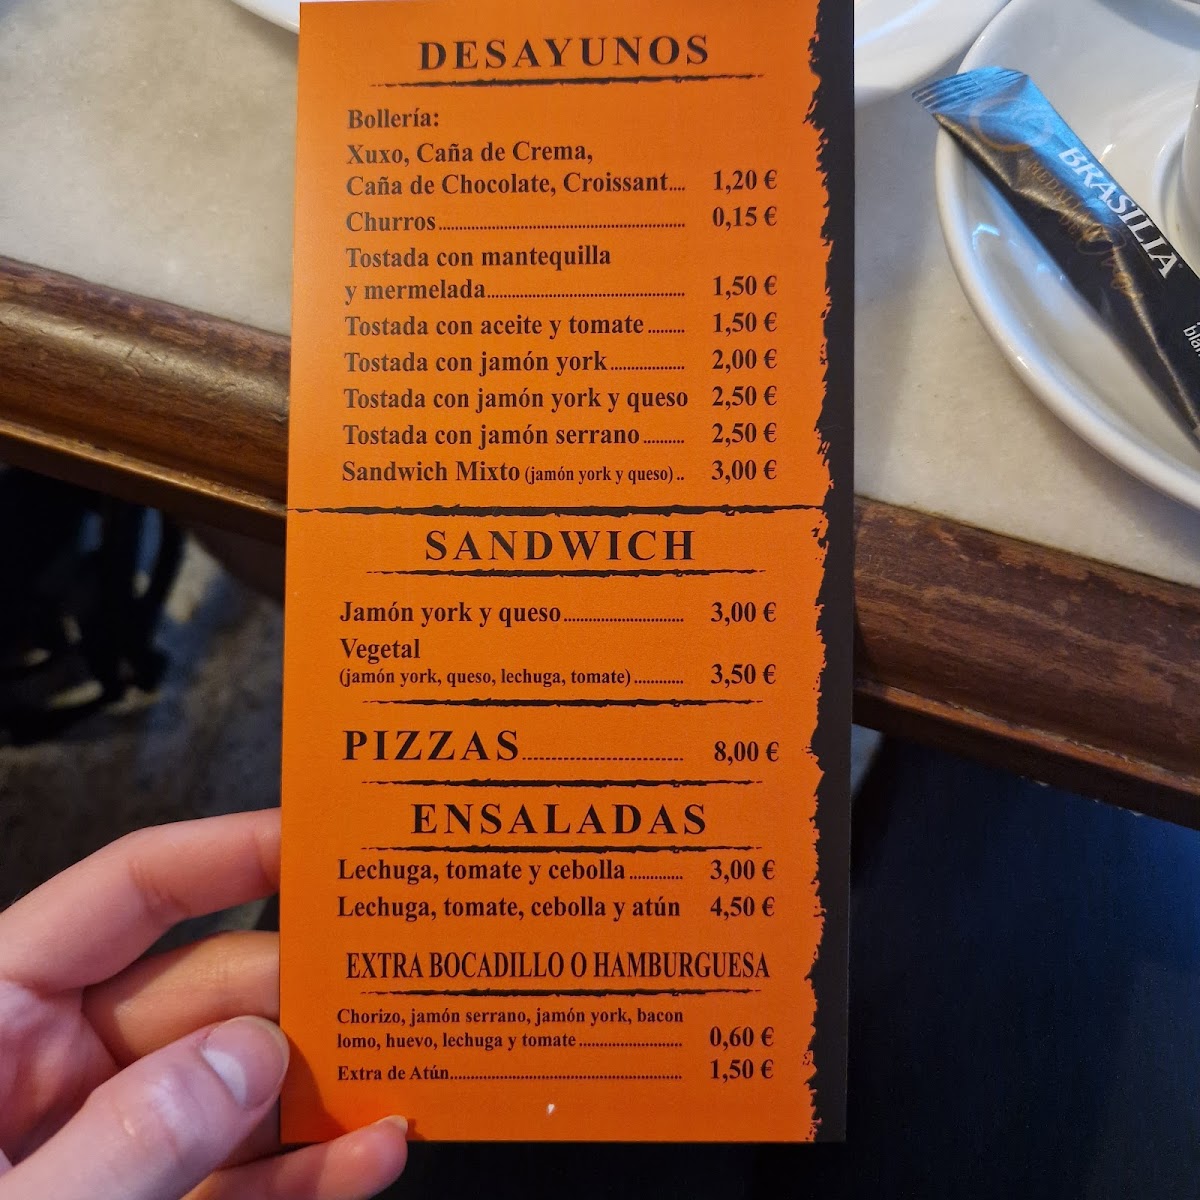 DESAYUNOS
Bollería:
Xuxo, Caña de Crema,
Caña de Chocolate, Croissant.... 1,20 €
Churros.......... 0,15 €
Tostada con mantequilla
y mermelada.......... 1,50 €
Tostada con aceite y tomate ......... 1,50 €
Tostada con jamón york.......... 2,00 €
Tostada con jamón york y queso 2,50 €
Tostada con jamón serrano .......... 2,50 €
Sandwich Mixto (jamón york y queso) .. 3,00 €
SANDWICH
Jamón york y queso.......... 3,00 €
Vegetal
(jamón york, queso, lechuga, tomate) .......... 3,50 €
PIZZAS.......... 8,00 €
ENSALADAS
Lechuga, tomate y cebolla .......... 3,00 €
Lechuga, tomate, cebolla y atún 4,50 €
EXTRA BOCADILLO O HAMBURGUESA
Chorizo, jamón serrano, jamón york, bacon
lomo, huevo, lechuga y tomate .......... 0,60 €
Extra de Atún.......... 1,50 €
BRASILIA